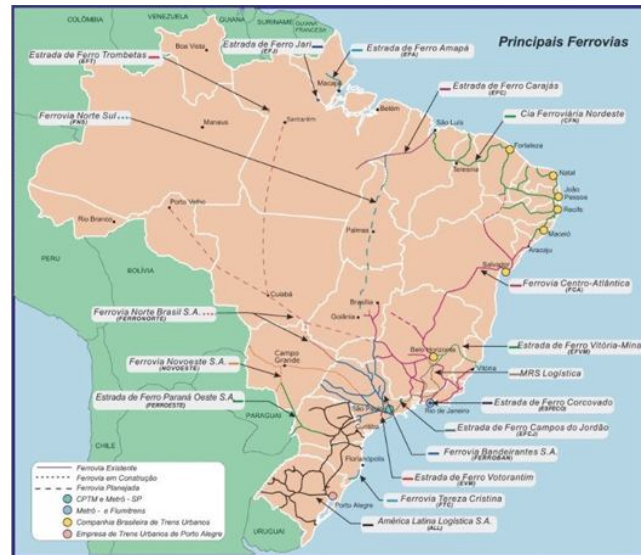 COLÔMBIA
VENEZUELA
GUIANA
SURINAME
GUIANA FRANCESA
Principais Ferrovias
Boa Vista
Estrada de Ferro Jari
(EFJ)
Estrada de Ferro Amapá
(EFA)
Estrada de Ferro Trombetas
(EFT)
Macapá
Estrada de Ferro Carajás
(EFC)
Belém
Ferrovia Norte Sul
(FNS)
Santarém
Manaus
São Luís
Cia Ferroviária Nordeste
(CFN)
Fortaleza
Teresina
Natal
João Pessoa
Recife
Porto Velho
Rio Branco
Palmas
Maceió
Aracaju
PERU
Salvador
BOLÍVIA
Ferrovia Centro-Atlântica
(FCA)
Cuiabá
Brasília
Goiânia
Ferrovia Norte Brasil S.A.
(FERRONORTE)
Estrada de Ferro Vitória-Mina
(EFVM)
Belo Horizonte
Ferrovia Novoeste S.A.
(NOVOESTE)
Campo Grande
MRS Logística
Vitória
Estrada de Ferro Paraná Oeste S.A.
(FERROESTE)
São Paulo
Rio de Janeiro
Estrada de Ferro Corcovado
PARAGUAI
Estrada de Ferro Campos do Jordão
(EFCJ)
Curitiba
CHILE
Ferrovia Bandeirantes S.A.
(FERROBAN)
Florianópolis
Estrada de Ferro Votorantim
(EVM)
Ferrovia Tereza Cristina
(FTC)
Porto Alegre
América Latina Logística S.A.
(ALL)
URUGUAI
Ferrovia Existente
Ferrovia em Construção
Ferrovia Planejada
CPTM e Metrô - SP
Metrô - e Flumitrens
Companhia Brasileira de Trens Urbanos
Empresa de Trens Urbanos de Porto Alegre